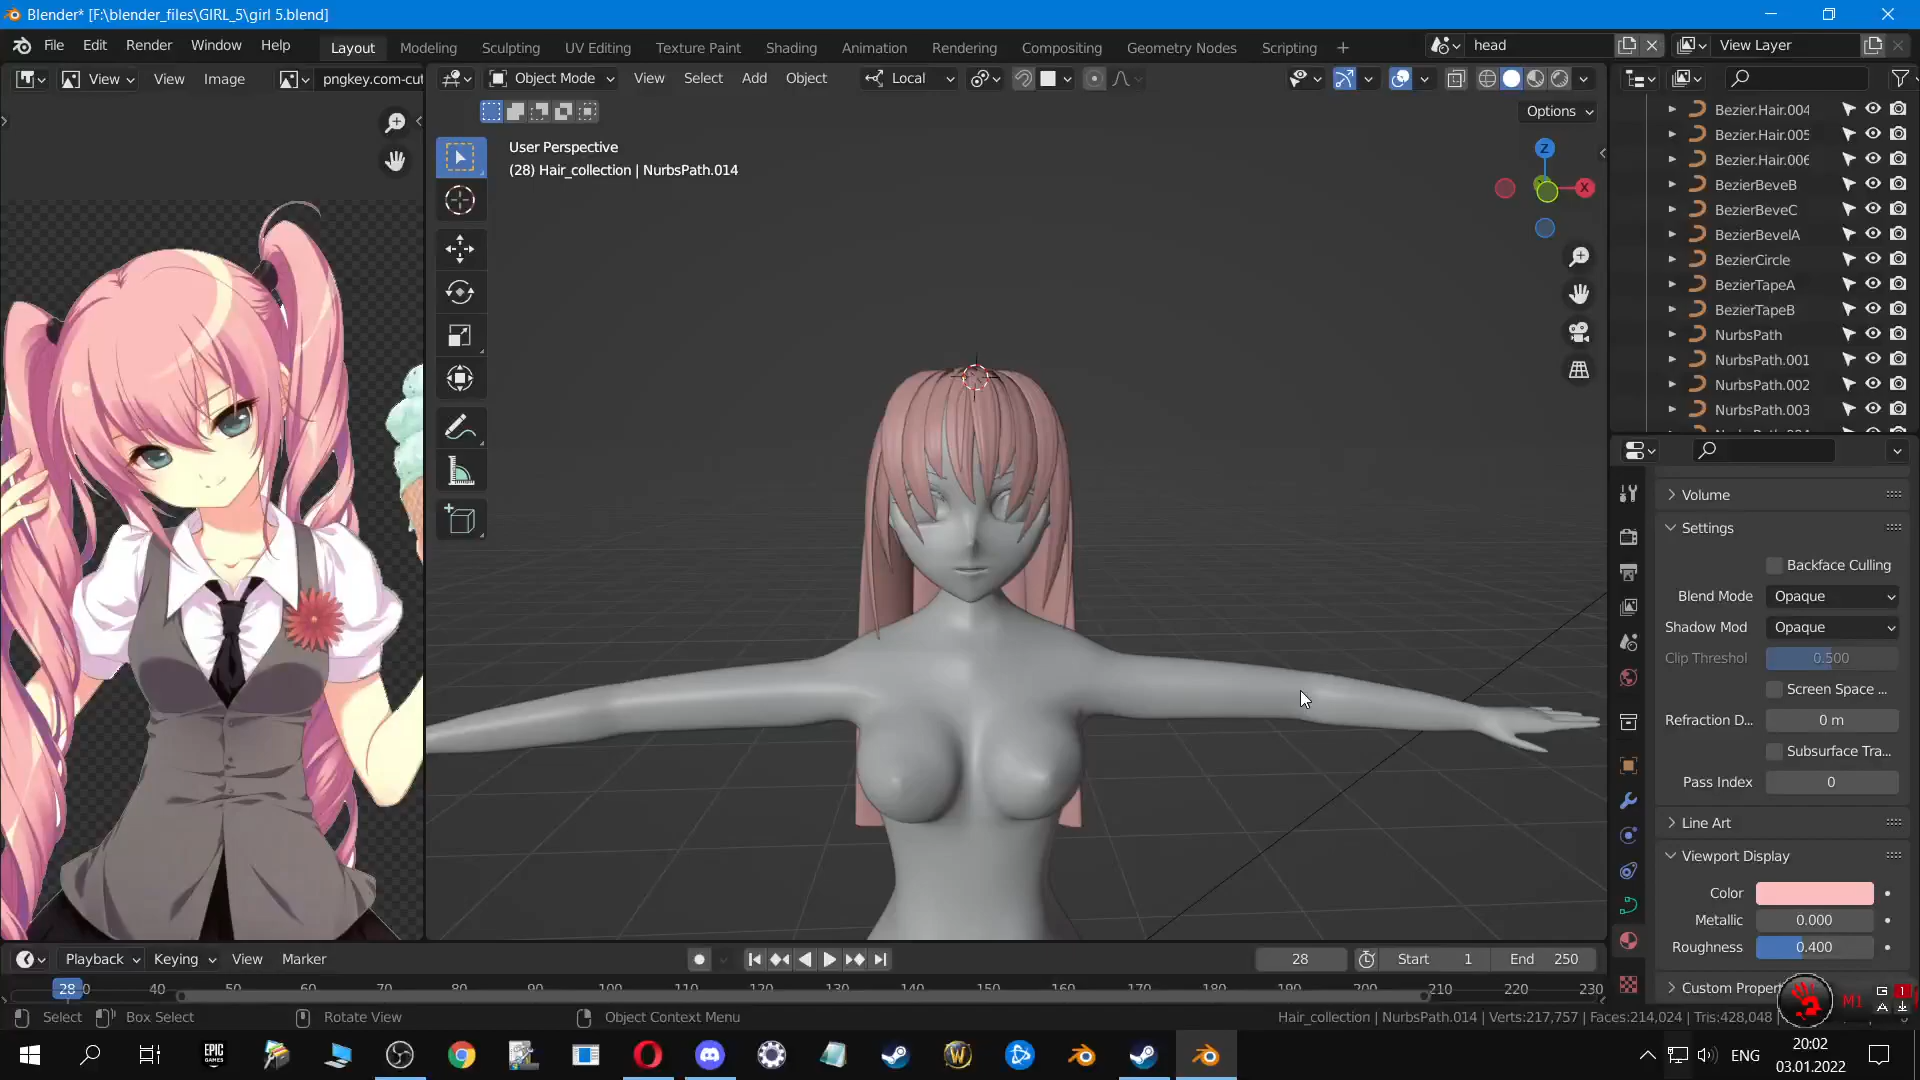 Blender* [F:\blender_files\GIRL_5\girl 5.blend]
File Edit Render Window Help
Layout Modeling Sculpting UV Editing Texture Paint Shading Animation Rendering Compositing Geometry Nodes Scripting
head
View Layer
View View Image pngkey.com-cut
Object Mode View Select Add Object Local
Options
User Perspective
(28) Hair_collection | NurbsPath.014
Z
X
Bezier.Hair.004
Bezier.Hair.005
Bezier.Hair.006
BezierBeveB
BezierBeveC
BezierBevelA
BezierCircle
BezierTapeA
BezierTapeB
NurbsPath
NurbsPath.001
NurbsPath.002
NurbsPath.003
Volume
Settings
Backface Culling
Blend Mode Opaque
Shadow Mod Opaque
Clip Threshol 0.500
Screen Space ...
Refraction D... 0 m
Subsurface Tra...
Pass Index 0
Line Art
Viewport Display
Color
Metallic 0.000
Roughness 0.400
Custom Propert
Playback Keying View Marker
28 Start 1 End 250
28 0 40 50 60 70 80 90 100 110 120 130 140 150 160 170 180 190 200 210 220 230
Select Box Select Rotate View Object Context Menu
Hair_collection | NurbsPath.014 | Verts:217,757 | Faces:214,024 | Tris:428,048 |
M1
EPIC GAMES
ENG
20:02
03.01.2022